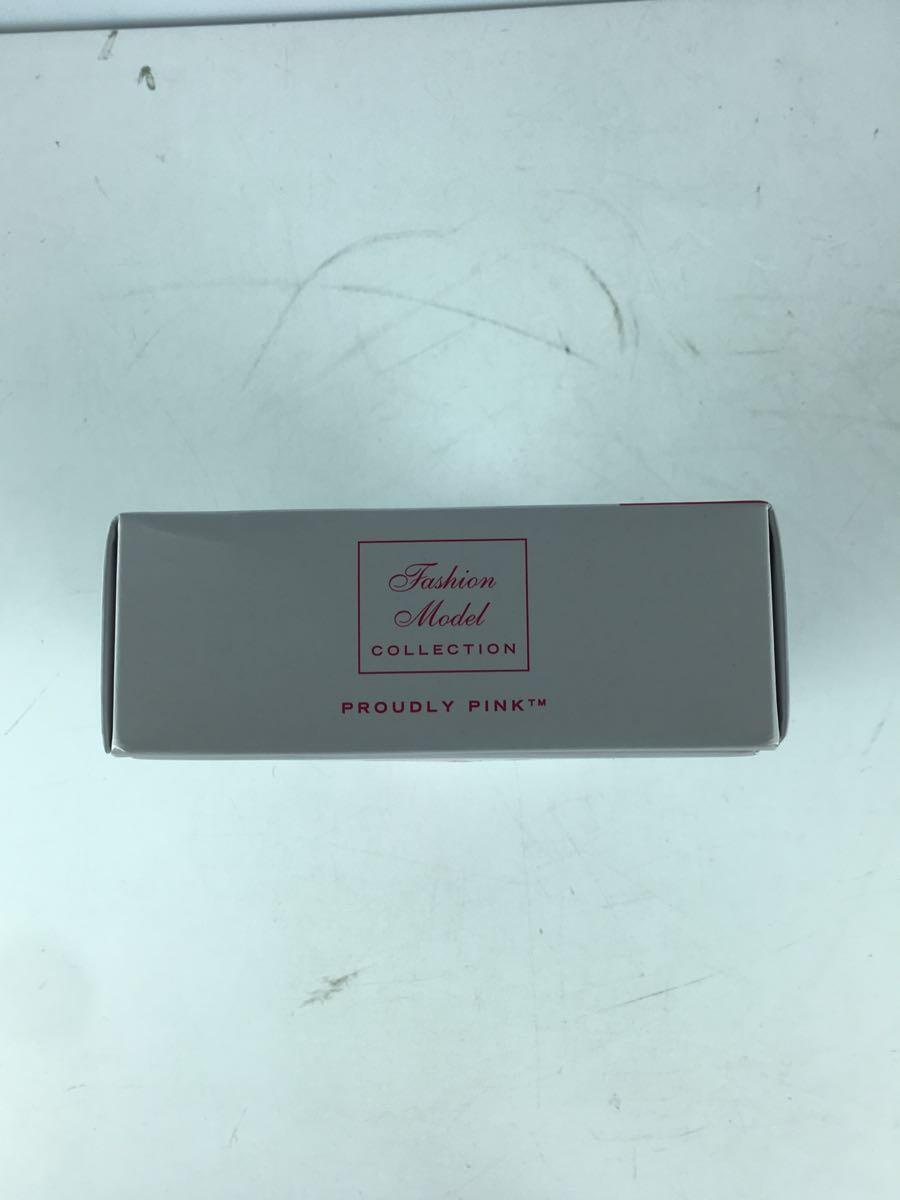 Fashion
Model
COLLECTION
PROUDLY PINK™